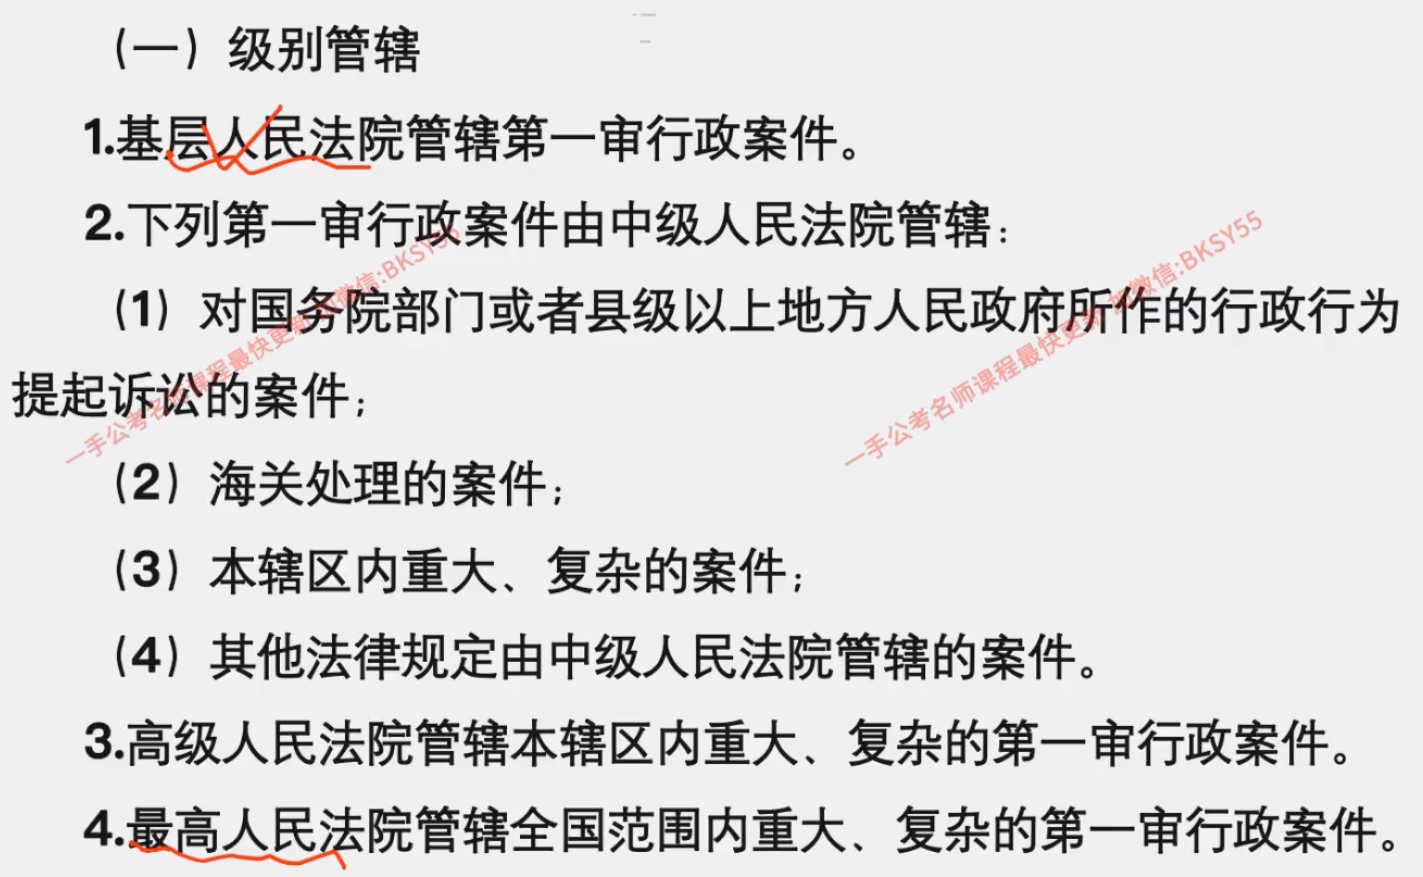 （一）级别管辖
1.基层人民法院管辖第一审行政案件。
2.下列第一审行政案件由中级人民法院管辖：
（1）对国务院部门或者县级以上地方人民政府所作的行政行为
提起诉讼的案件；
（2）海关处理的案件；
（3）本辖区内重大、复杂的案件；
（4）其他法律规定由中级人民法院管辖的案件。
3.高级人民法院管辖本辖区内重大、复杂的第一审行政案件。
4.最高人民法院管辖全国范围内重大、复杂的第一审行政案件。
一手公考名师课程最快更新 加微信:BKSY55
一手公考名师课程最快更新 加微信:BKSY55